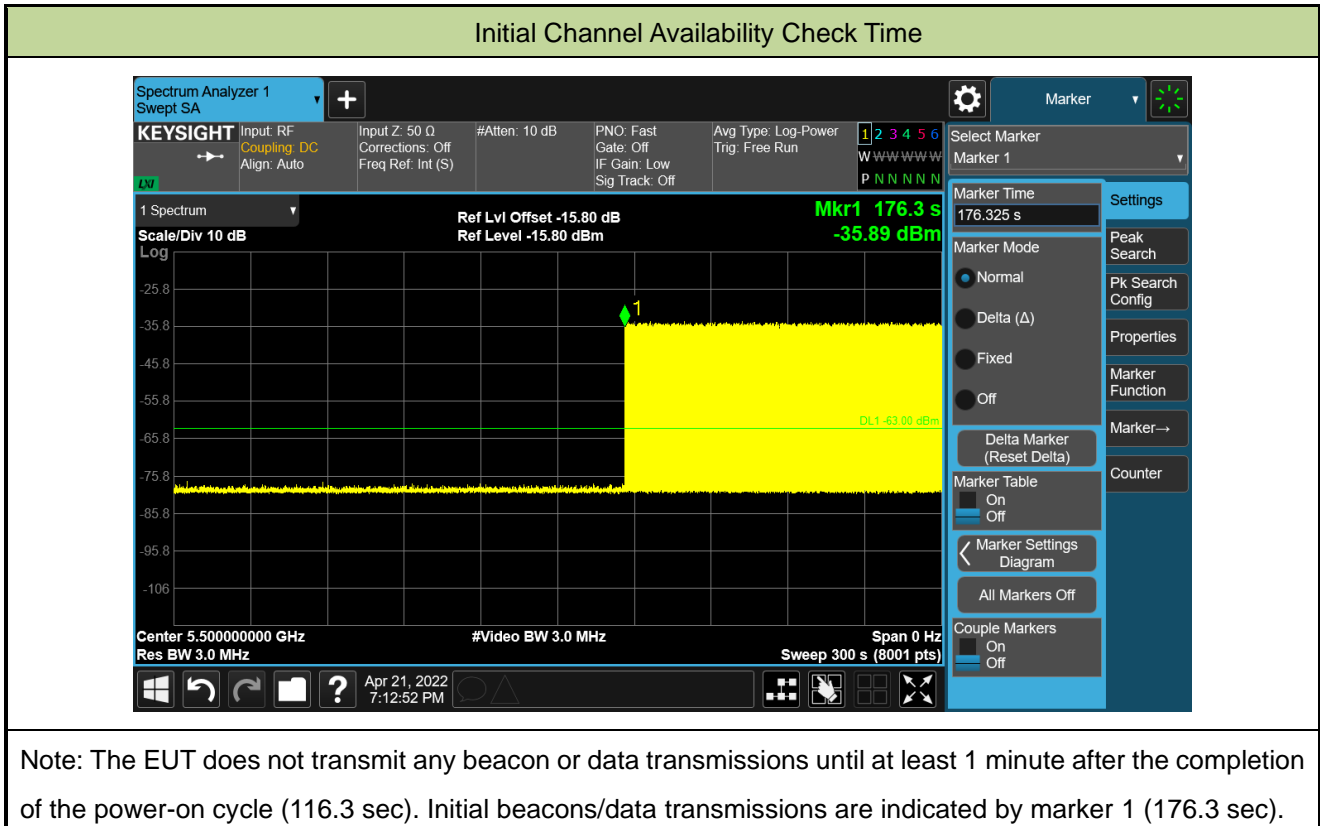 Initial Channel Availability Check Time
Spectrum Analyzer 1
Swept SA
+
Marker
KEYSIGHT
LXI
Input: RF
Coupling: DC
Align: Auto
Input Z: 50 Ω
Corrections: Off
Freq Ref: Int (S)
#Atten: 10 dB
PNO: Fast
Gate: Off
IF Gain: Low
Sig Track: Off
Avg Type: Log-Power
Trig: Free Run
1 2 3 4 5 6
W W W W W W
P N N N N N
Select Marker
Marker 1
1 Spectrum
Scale/Div 10 dB
Log
Ref Lvl Offset -15.80 dB
Ref Level -15.80 dBm
Mkr1 176.3 s
-35.89 dBm
1
-25.8
-35.8
-45.8
-55.8
-65.8
-75.8
-85.8
-95.8
-106
DL1 -63.00 dBm
Center 5.500000000 GHz
Res BW 3.0 MHz
#Video BW 3.0 MHz
Span 0 Hz
Sweep 300 s (8001 pts)
Marker Time
176.325 s
Marker Mode
Normal
Delta (Δ)
Fixed
Off
Delta Marker
(Reset Delta)
Marker Table
On
Off
Marker Settings
Diagram
All Markers Off
Couple Markers
On
Off
Settings
Peak
Search
Pk Search
Config
Properties
Marker
Function
Marker→
Counter
?
Apr 21, 2022
7:12:52 PM
Note: The EUT does not transmit any beacon or data transmissions until at least 1 minute after the completion
of the power-on cycle (116.3 sec). Initial beacons/data transmissions are indicated by marker 1 (176.3 sec).